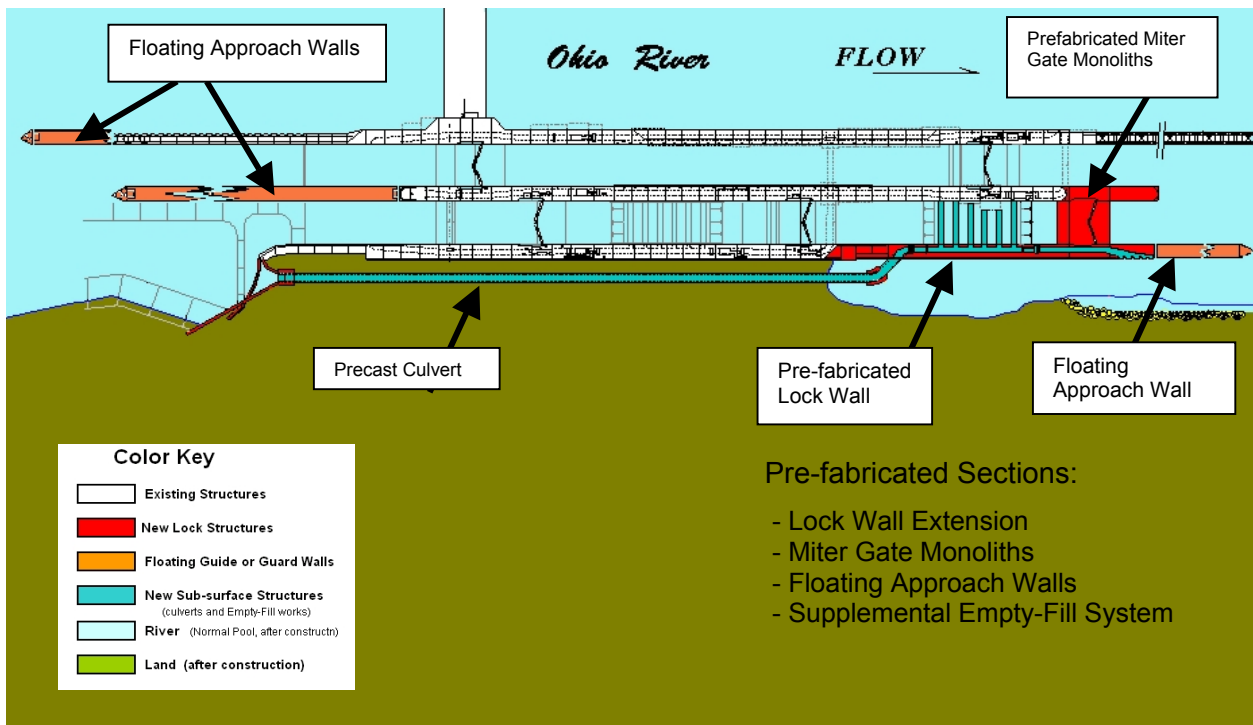 Floating Approach Walls
Ohio River
FLOW
Prefabricated Miter
Gate Monoliths
Precast Culvert
Pre-fabricated
Lock Wall
Floating
Approach Wall
Color Key
Existing Structures
New Lock Structures
Floating Guide or Guard Walls
New Sub-surface Structures
(culverts and Empty-Fill works)
River (Normal Pool, after constructn)
Land (after construction)
Pre-fabricated Sections:
- Lock Wall Extension
- Miter Gate Monoliths
- Floating Approach Walls
- Supplemental Empty-Fill System